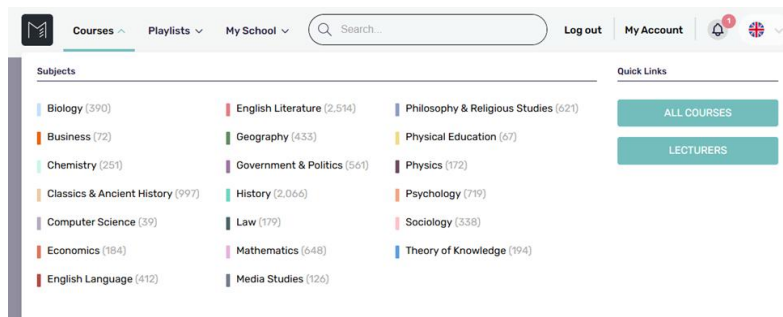 Courses
Playlists
My School
Search...
Log out
My Account
1
Subjects
Biology (390)
Business (72)
Chemistry (251)
Classics & Ancient History (997)
Computer Science (39)
Economics (184)
English Language (412)
English Literature (2,514)
Geography (433)
Government & Politics (561)
History (2,066)
Law (179)
Mathematics (648)
Media Studies (126)
Philosophy & Religious Studies (621)
Physical Education (67)
Physics (172)
Psychology (719)
Sociology (338)
Theory of Knowledge (194)
Quick Links
ALL COURSES
LECTURERS